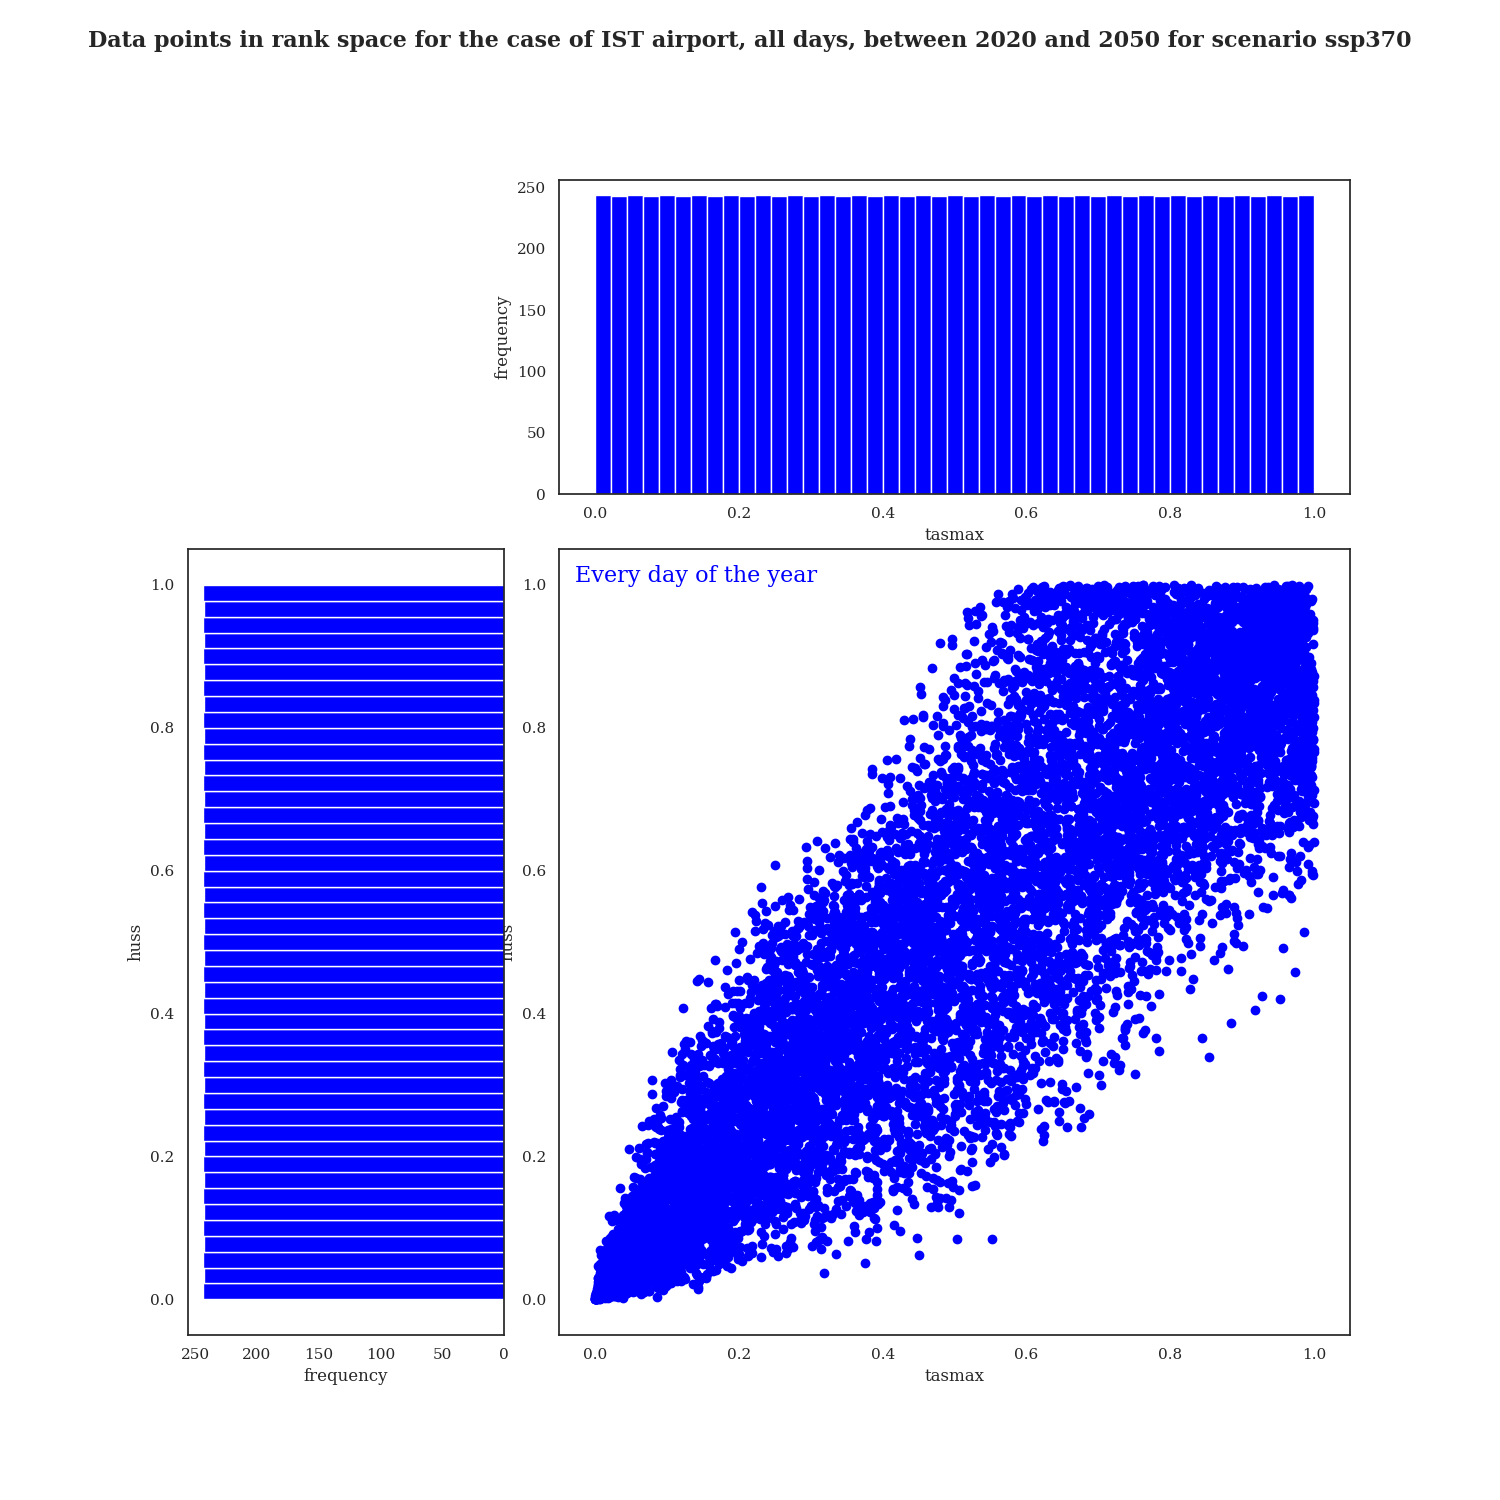 Data points in rank space for the case of IST airport, all days, between 2020 and 2050 for scenario ssp370
250
200
150
100
50
0
frequency
0.0 0.2 0.4 0.6 0.8 1.0
tasmax
1.0
0.8
0.6
0.4
0.2
0.0
huss
250 200 150 100 50 0
frequency
Every day of the year
1.0
0.8
0.6
0.4
0.2
0.0
huss
0.0 0.2 0.4 0.6 0.8 1.0
tasmax